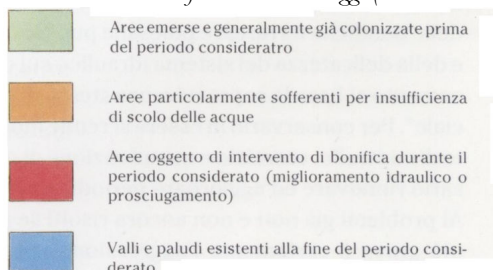 Aree emerse e generalmente già colonizzate prima
del periodo consideratro
Aree particolarmente sofferenti per insufficienza
di scolo delle acque
Aree oggetto di intervento di bonifica durante il
periodo considerato (miglioramento idraulico o
prosciugamento)
Valli e paludi esistenti alla fine del periodo consi-
derato